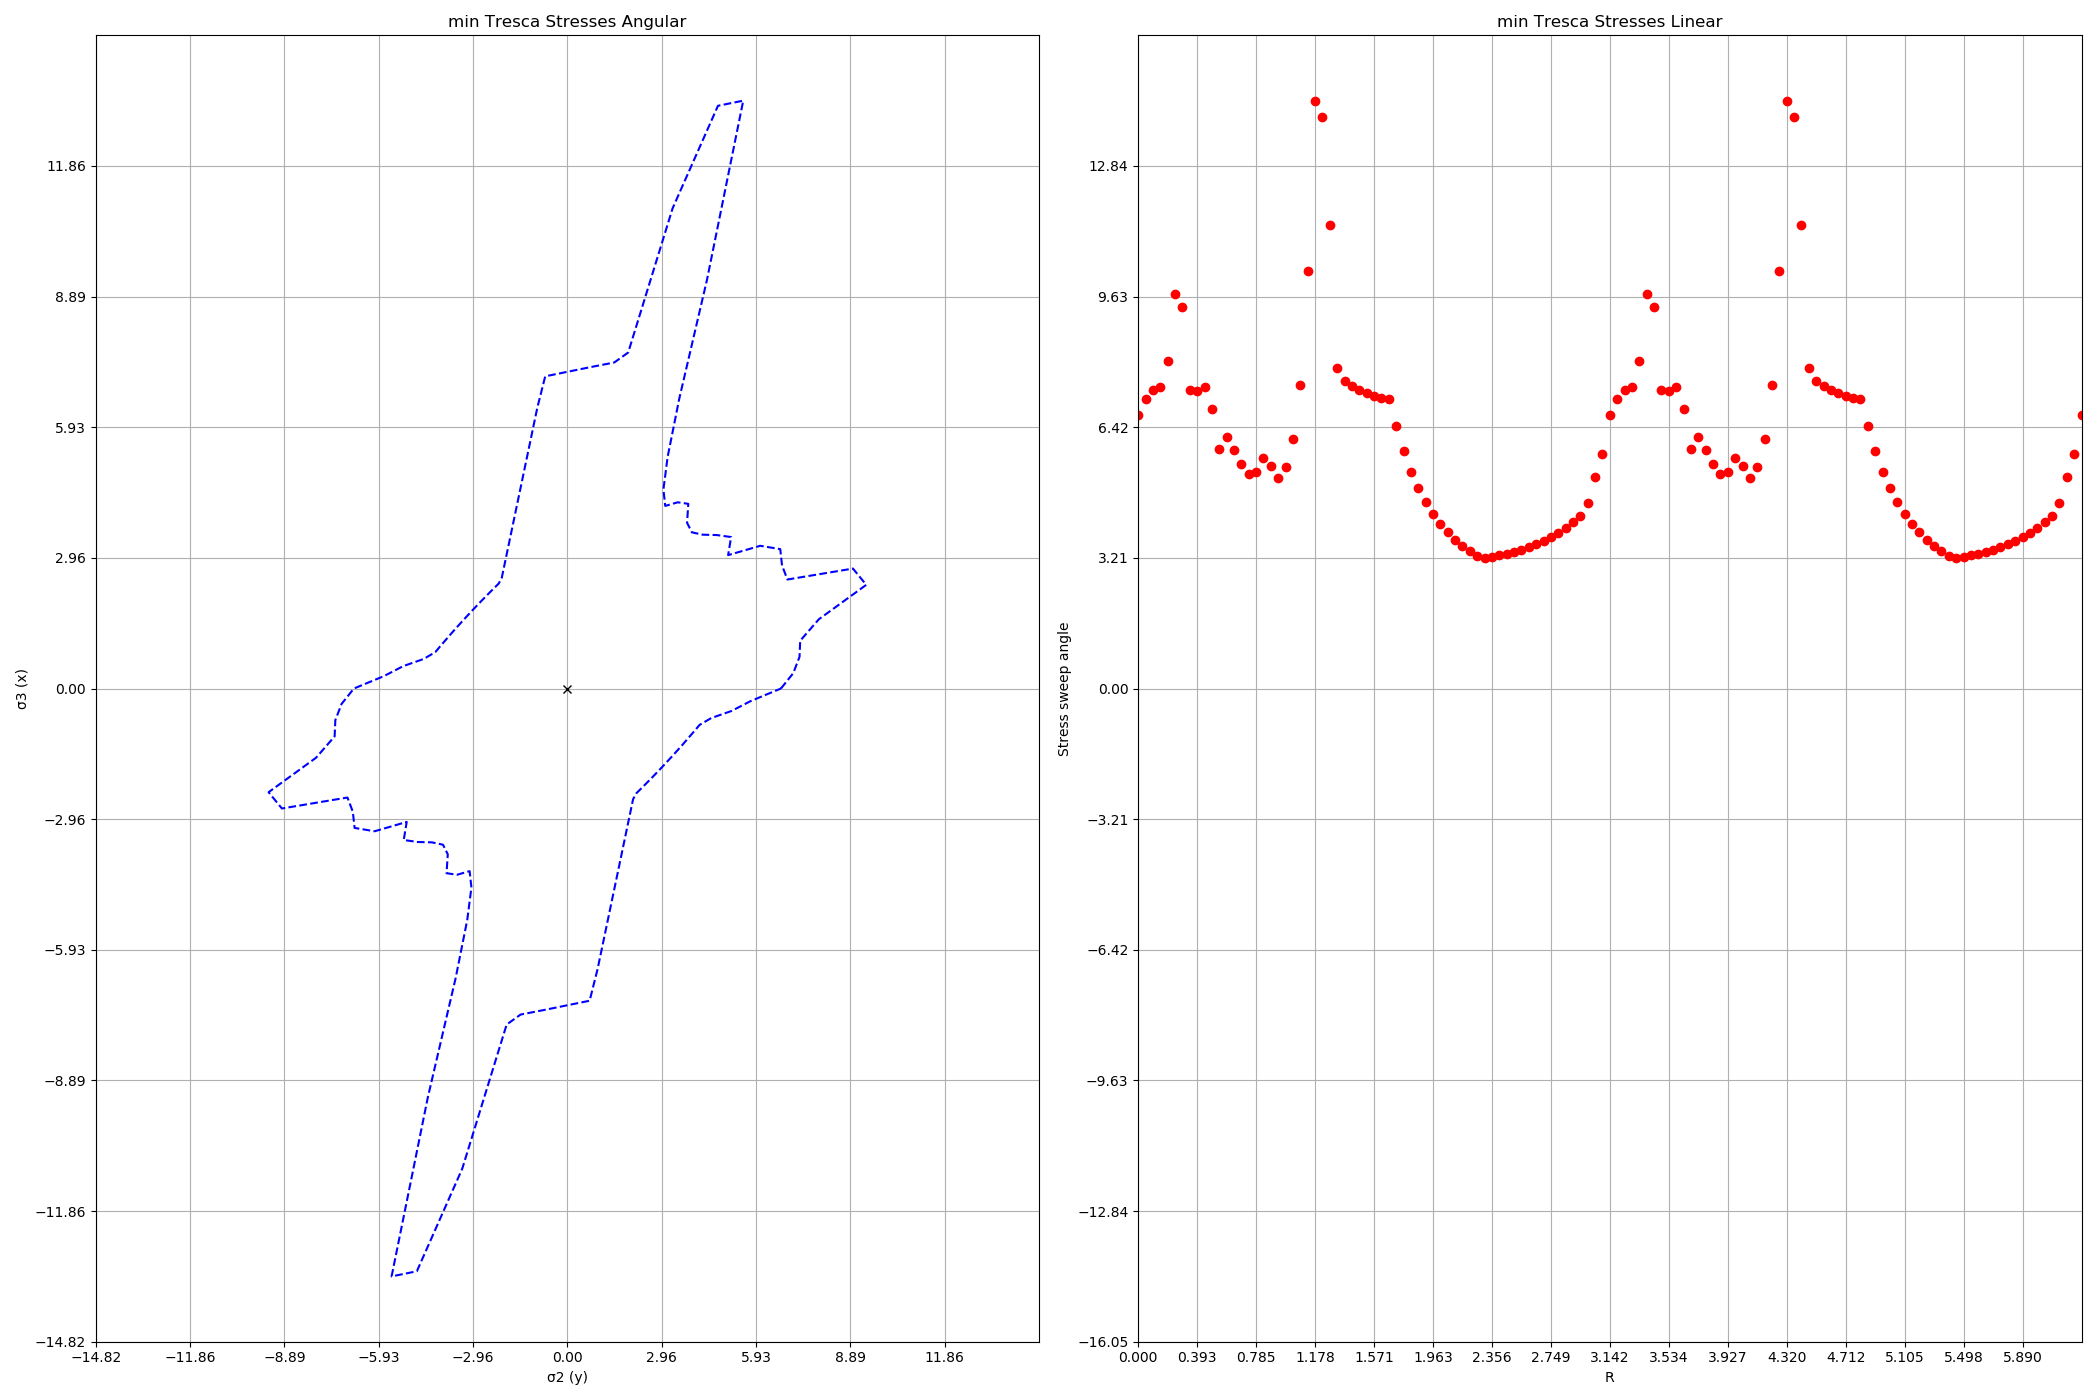 min Tresca Stresses Angular
11.86
8.89
5.93
2.96
0.00
−2.96
−5.93
−8.89
−11.86
−14.82
σ3 (x)
−14.82 −11.86 −8.89 −5.93 −2.96 0.00 2.96 5.93 8.89 11.86
σ2 (y)
min Tresca Stresses Linear
12.84
9.63
6.42
3.21
0.00
−3.21
−6.42
−9.63
−12.84
−16.05
Stress sweep angle
0.000 0.393 0.785 1.178 1.571 1.963 2.356 2.749 3.142 3.534 3.927 4.320 4.712 5.105 5.498 5.890
R